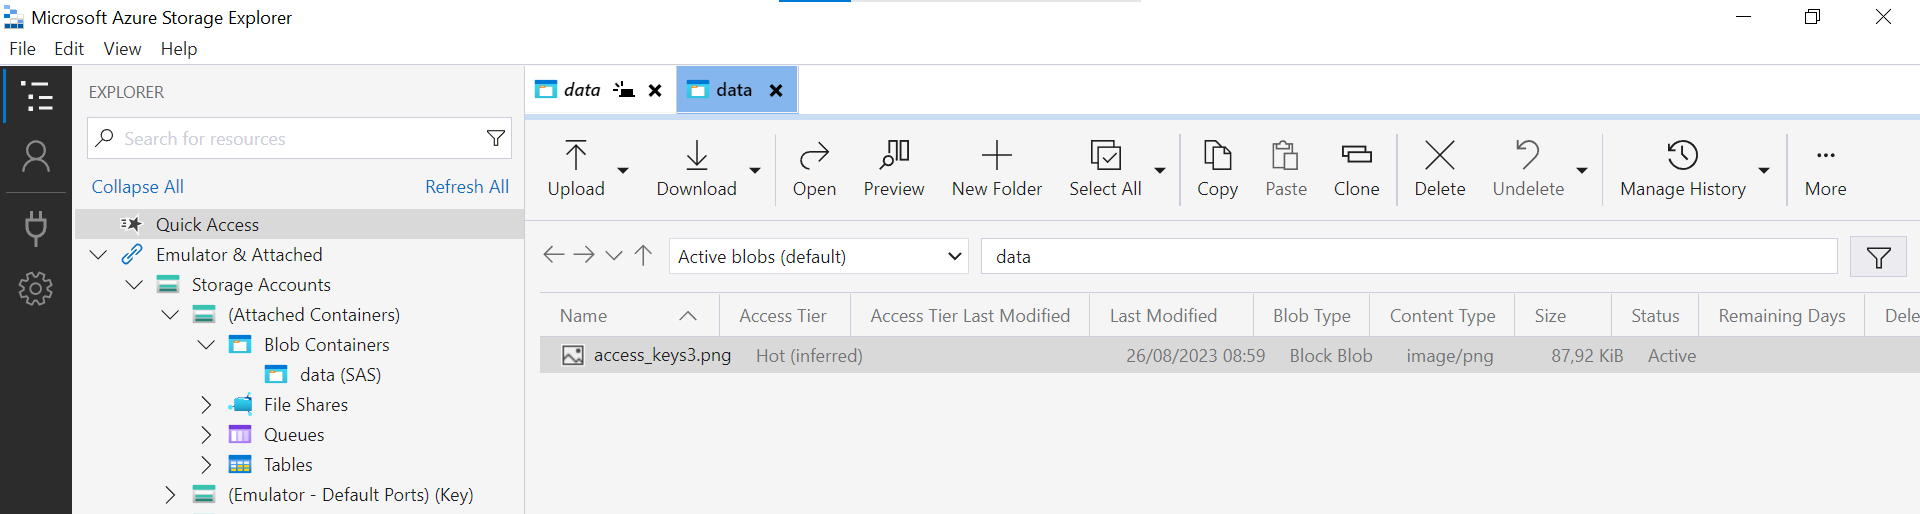 Microsoft Azure Storage Explorer
File Edit View Help
EXPLORER
Search for resources
Collapse All Refresh All
Quick Access
Emulator & Attached
Storage Accounts
(Attached Containers)
Blob Containers
data (SAS)
File Shares
Queues
Tables
(Emulator - Default Ports) (Key)
data data
Upload Download Open Preview New Folder Select All Copy Paste Clone Delete Undelete Manage History More
Active blobs (default) data
Name Access Tier Access Tier Last Modified Last Modified Blob Type Content Type Size Status Remaining Days Dele
access_keys3.png Hot (inferred) 26/08/2023 08:59 Block Blob image/png 87,92 KiB Active